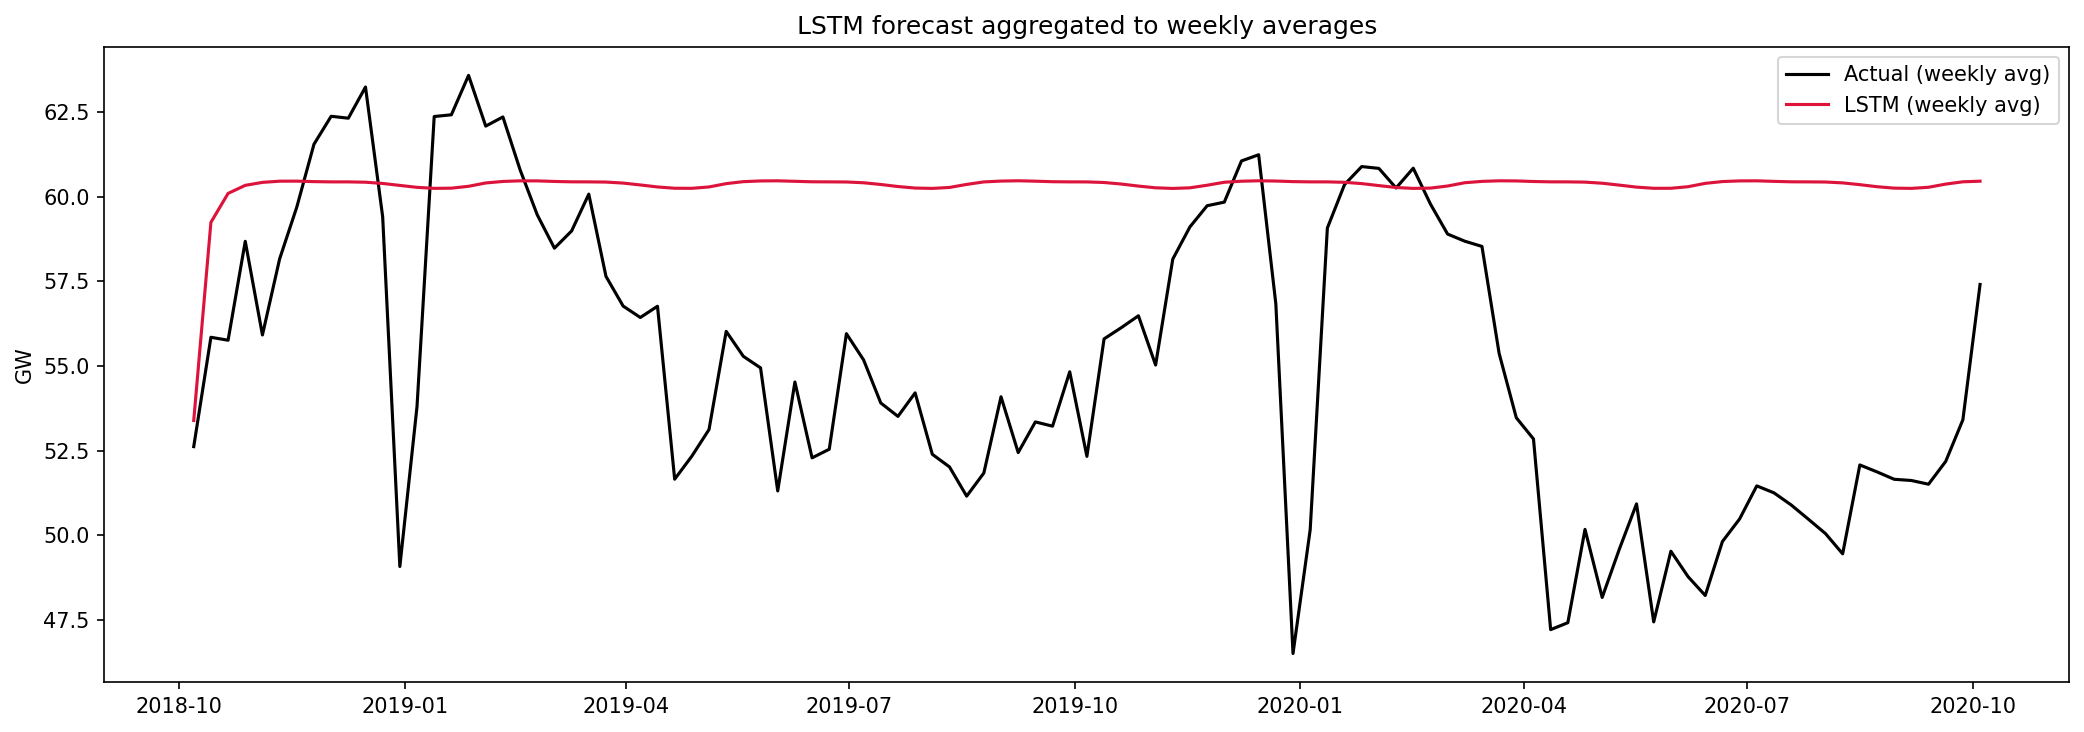 LSTM forecast aggregated to weekly averages
Actual (weekly avg)
LSTM (weekly avg)
GW
62.5
60.0
57.5
55.0
52.5
50.0
47.5
2018-10 2019-01 2019-04 2019-07 2019-10 2020-01 2020-04 2020-07 2020-10